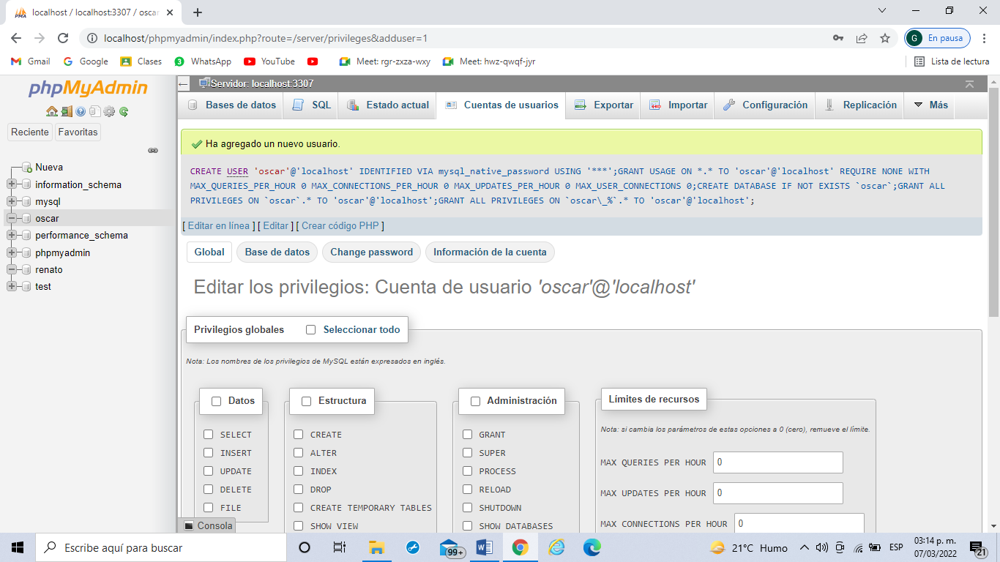 localhost / localhost:3307 / oscar
localhost/phpmyadmin/index.php?route=/server/privileges&adduser=1
G
En pausa
Gmail
Google
Clases
3
WhatsApp
YouTube
Meet: rgr-zxza-wxy
Meet: hwz-qwqf-jyr
Lista de lectura
phpMyAdmin
Reciente
Favoritas
Nueva
information_schema
mysql
oscar
performance_schema
phpmyadmin
renato
test
Servidor: localhost:3307
Bases de datos
SQL
Estado actual
Cuentas de usuarios
Exportar
Importar
Configuración
Replicación
Más
Ha agregado un nuevo usuario.
CREATE USER 'oscar'@'localhost' IDENTIFIED VIA mysql_native_password USING '***';GRANT USAGE ON *.* TO 'oscar'@'localhost' REQUIRE NONE WITH
MAX_QUERIES_PER_HOUR 0 MAX_CONNECTIONS_PER_HOUR 0 MAX_UPDATES_PER_HOUR 0 MAX_USER_CONNECTIONS 0;CREATE DATABASE IF NOT EXISTS `oscar`;GRANT ALL
PRIVILEGES ON `oscar`.* TO 'oscar'@'localhost';GRANT ALL PRIVILEGES ON `oscar\_%`.* TO 'oscar'@'localhost';
[ Editar en línea ] [ Editar ] [ Crear código PHP ]
Global
Base de datos
Change password
Información de la cuenta
Editar los privilegios: Cuenta de usuario 'oscar'@'localhost'
Privilegios globales
Seleccionar todo
Nota: Los nombres de los privilegios de MySQL están expresados en inglés.
Datos
SELECT
INSERT
UPDATE
DELETE
FILE
Estructura
CREATE
ALTER
INDEX
DROP
CREATE TEMPORARY TABLES
SHOW VIEW
Administración
GRANT
SUPER
PROCESS
RELOAD
SHUTDOWN
SHOW DATABASES
Límites de recursos
Nota: si cambia los parámetros de estas opciones a 0 (cero), remueve el límite.
MAX QUERIES PER HOUR 0
MAX UPDATES PER HOUR 0
MAX CONNECTIONS PER HOUR 0
Consola
Escribe aquí para buscar
99+
21°C Humo
ESP
03:14 p. m.
07/03/2022
21